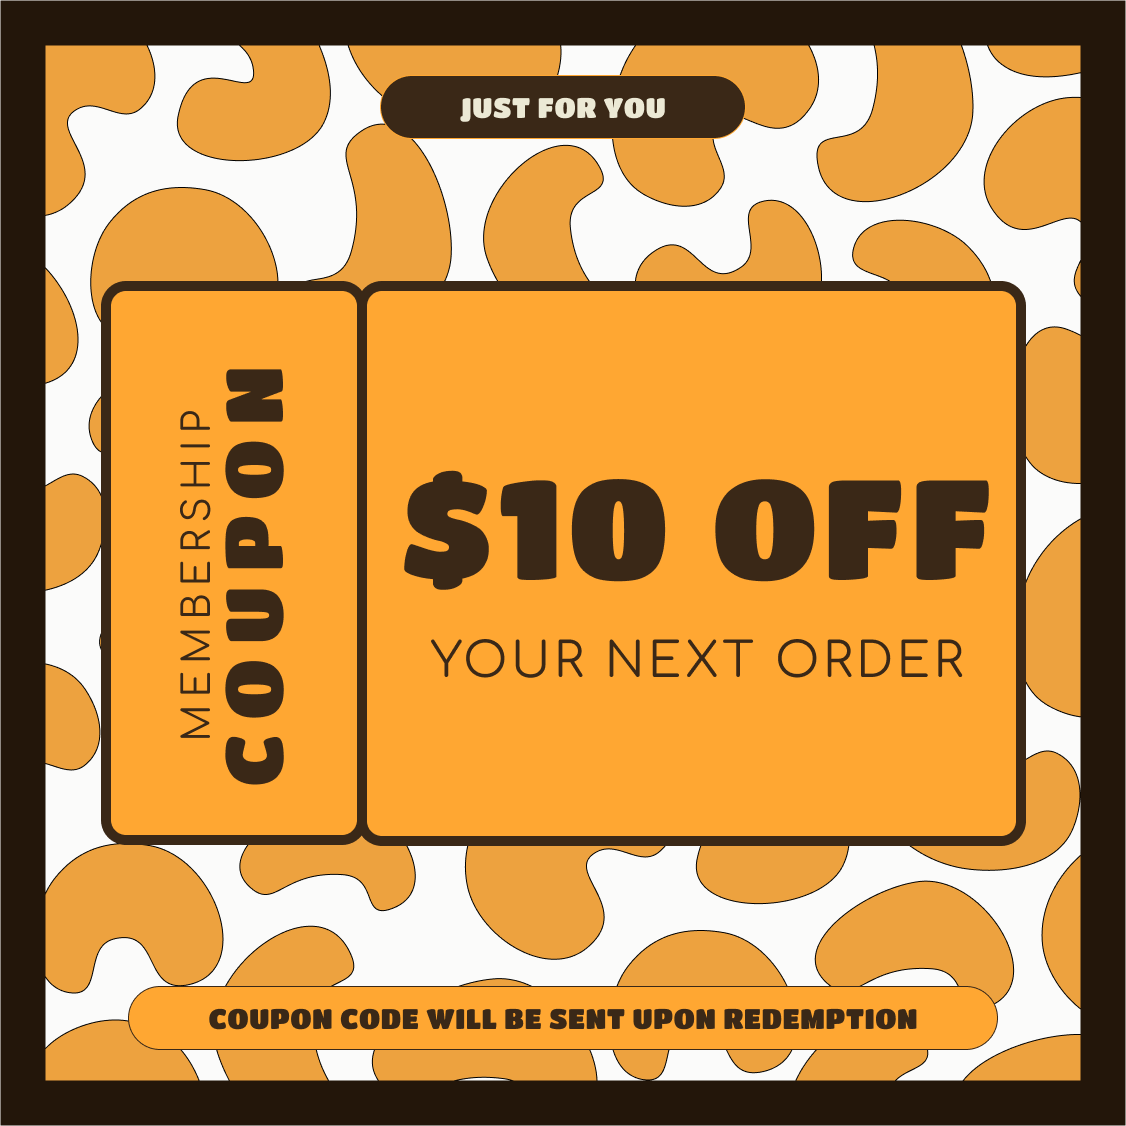 JUST FOR YOU
MEMBERSHIP
COUPON
$10 OFF
YOUR NEXT ORDER
COUPON CODE WILL BE SENT UPON REDEMPTION